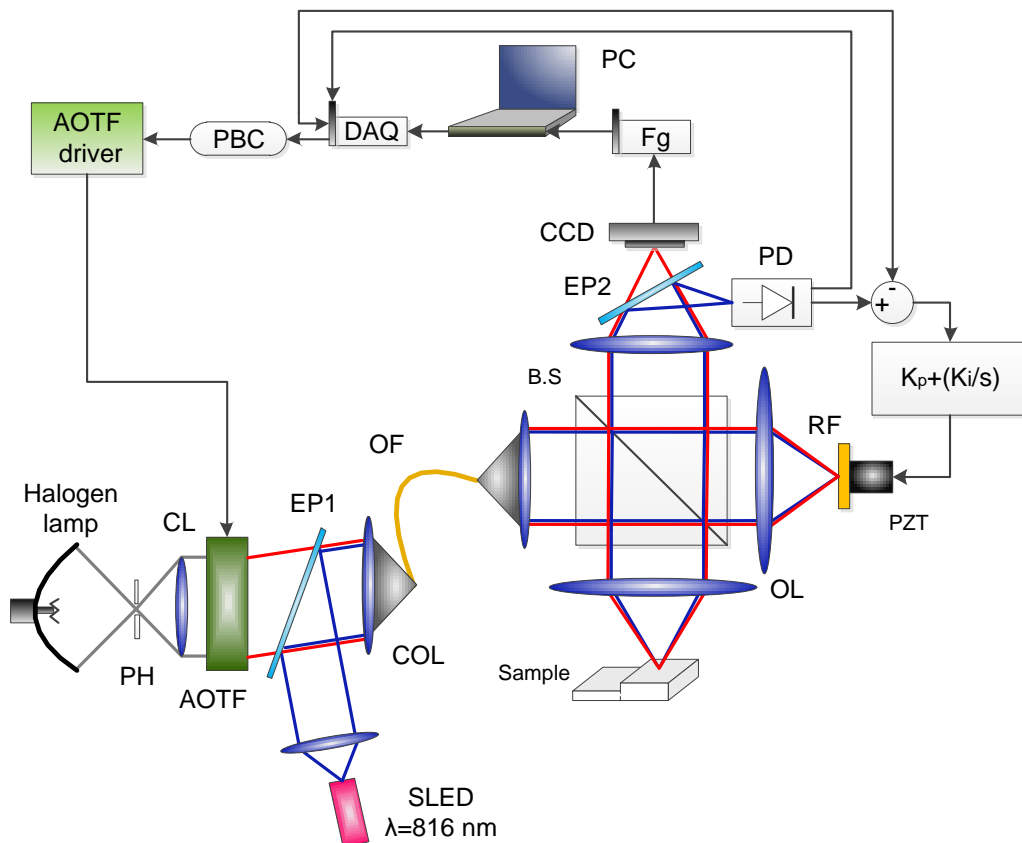 PC
AOTF
driver
PBC
DAQ
Fg
CCD
PD
EP2
-
+
B.S
Kp+(Ki/s)
RF
OF
Halogen
lamp
CL
EP1
PZT
OL
PH
COL
AOTF
Sample
SLED
λ=816 nm